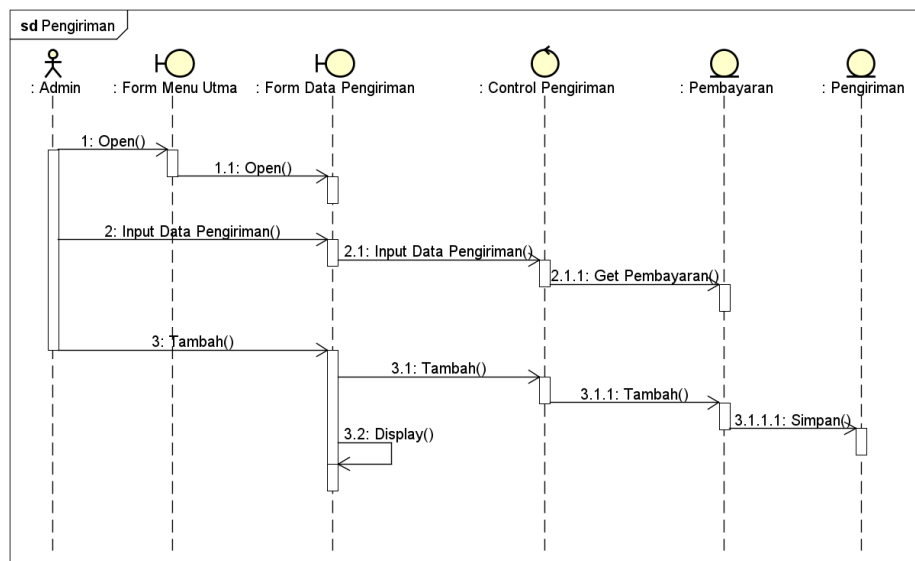 sd Pengiriman
: Admin
: Form Menu Utma
: Form Data Pengiriman
: Control Pengiriman
: Pembayaran
: Pengiriman
1: Open()
1.1: Open()
2: Input Data Pengiriman()
2.1: Input Data Pengiriman()
2.1.1: Get Pembayaran()
3: Tambah()
3.1: Tambah()
3.1.1: Tambah()
3.1.1.1: Simpan()
3.2: Display()